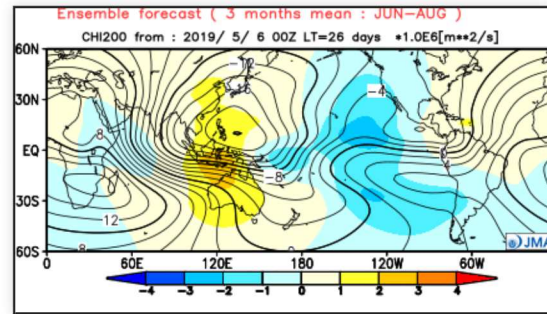 Ensemble forecast ( 3 months mean : JUN-AUG )
CHI200 from : 2019/ 5/ 6 00Z LT=26 days *1.0E6[m**2/s]
60N
30N
EQ
30S
60S
-12
-16
-4
8
-8
12
8
0
0 60E 120E 180 120W 60W
JMA
-4 -3 -2 -1 0 1 2 3 4